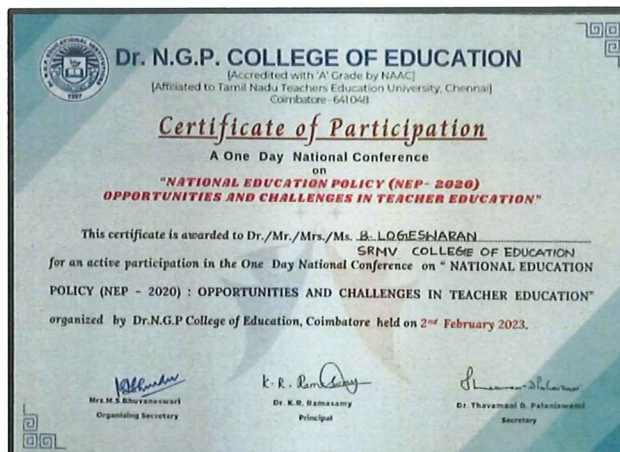 Dr. N.G.P. COLLEGE OF EDUCATION
[Accredited with 'A' Grade by NAAC]
[Affiliated to Tamil Nadu Teachers Education University, Chennai]
Coimbatore - 641 048
Certificate of Participation
A One Day National Conference
on
"NATIONAL EDUCATION POLICY (NEP- 2020)
OPPORTUNITIES AND CHALLENGES IN TEACHER EDUCATION"
This certificate is awarded to Dr./Mr./Mrs./Ms. B. LOGESWARAN
SRMV COLLEGE OF EDUCATION
for an active participation in the One Day National Conference on " NATIONAL EDUCATION
POLICY (NEP - 2020) : OPPORTUNITIES AND CHALLENGES IN TEACHER EDUCATION"
organized by Dr.N.G.P College of Education, Coimbatore held on 2nd February 2023.
K. R. Ramasamy
Mrs.M.S.Bhuvaneswari
Organising Secretary
Dr. K.R. Ramasamy
Principal
Dr. Thavamani D. Palaniswami
Secretary